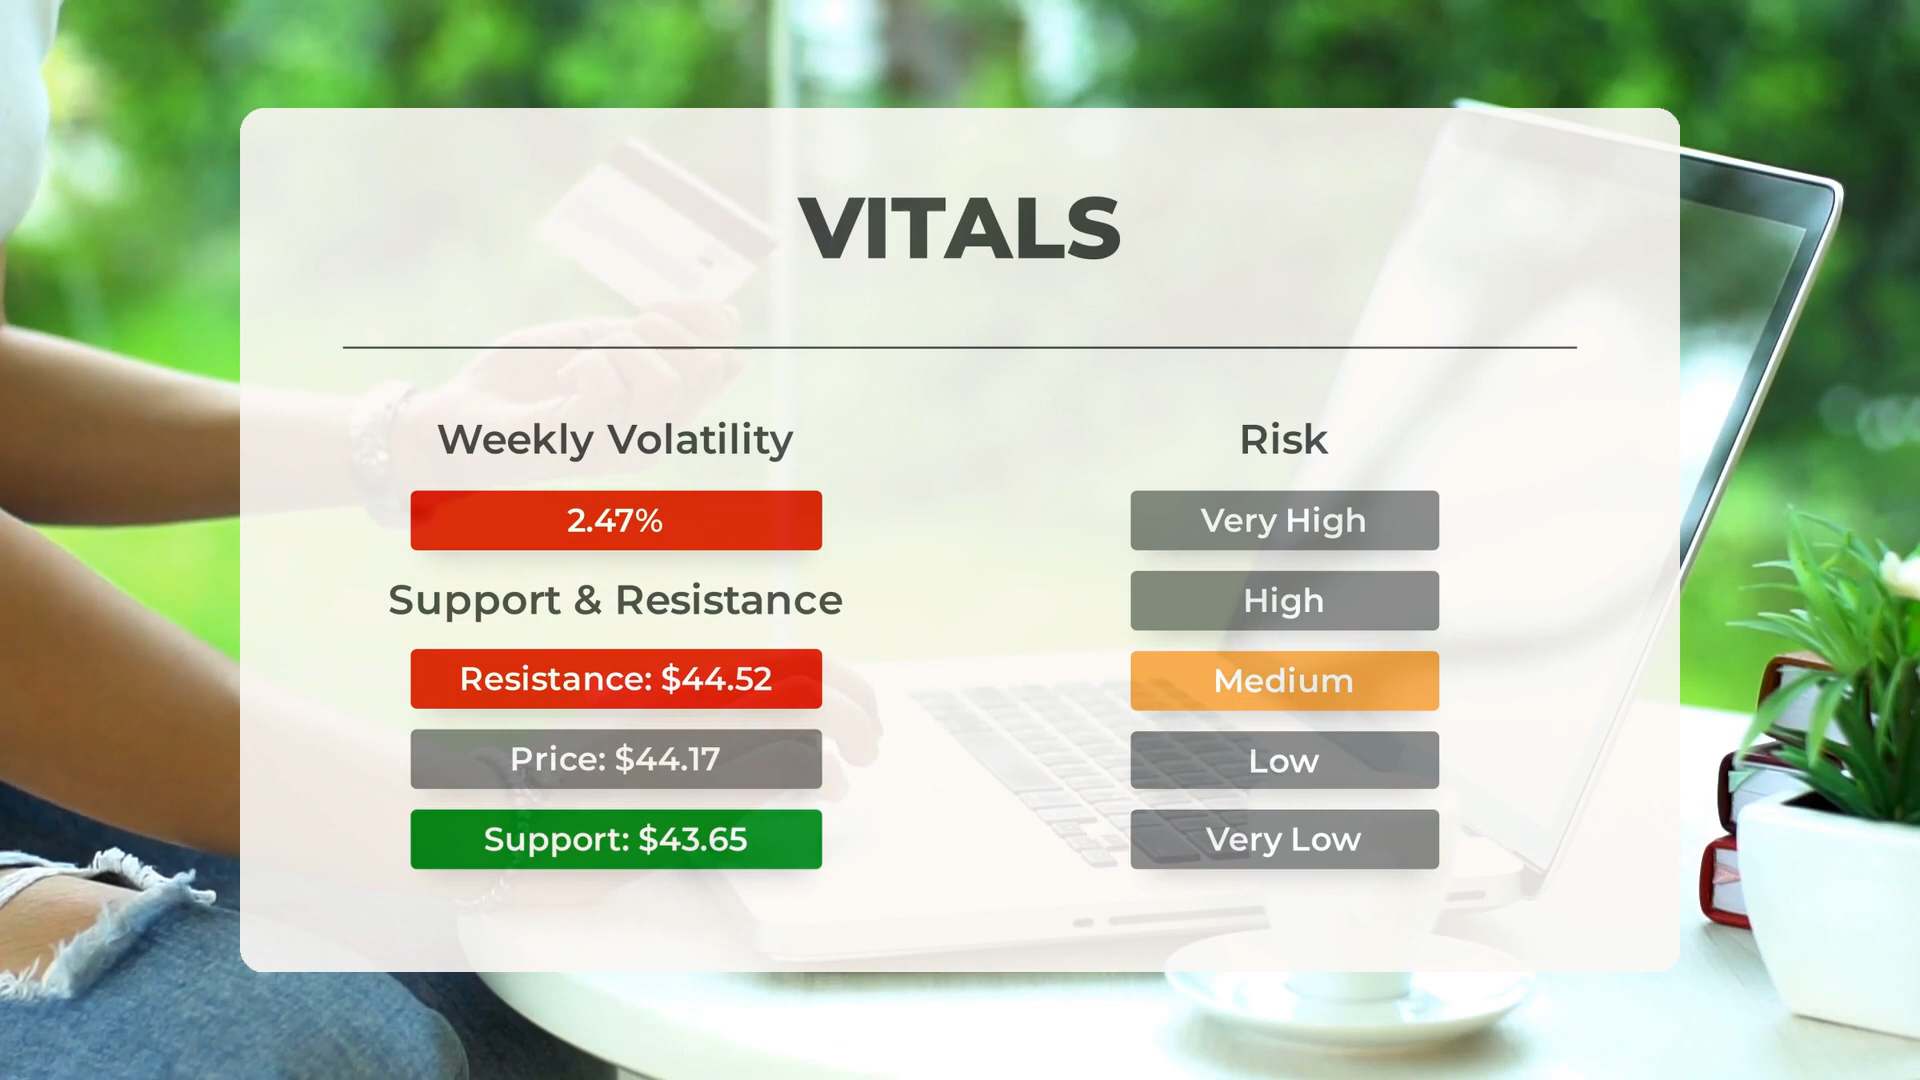 VITALS
Weekly Volatility
2.47%
Support & Resistance
Resistance: $44.52
Price: $44.17
Support: $43.65
Risk
Very High
High
Medium
Low
Very Low